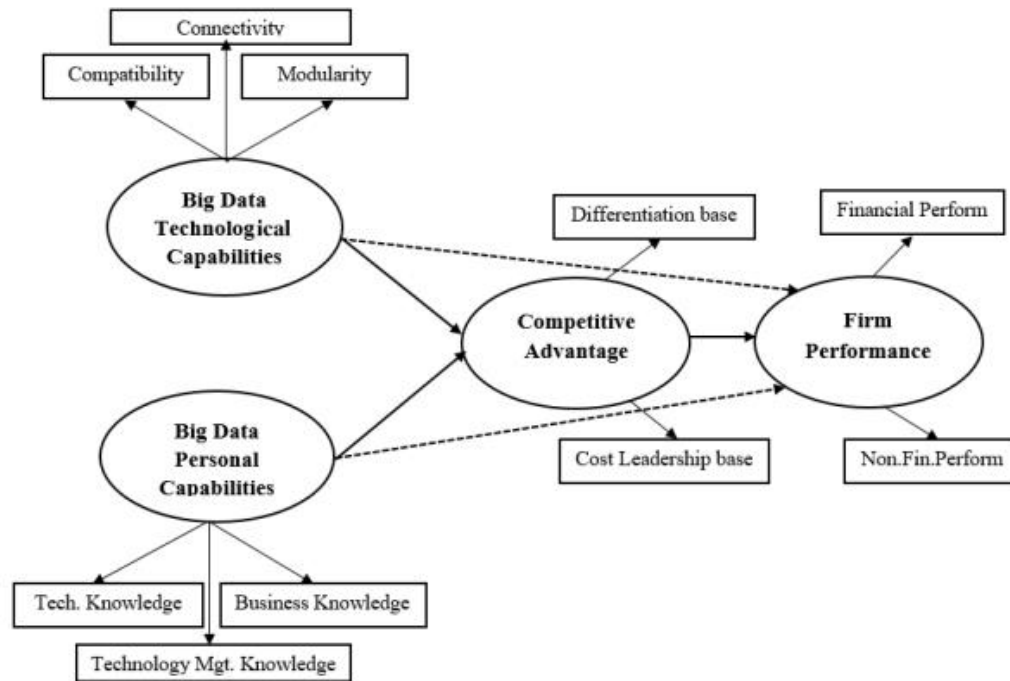 Connectivity
Compatibility
Modularity
Big Data
Technological
Capabilities
Differentiation base
Financial Perform
Competitive
Advantage
Firm
Performance
Big Data
Personal
Capabilities
Cost Leadership base
Non.Fin.Perform
Tech. Knowledge
Business Knowledge
Technology Mgt. Knowledge